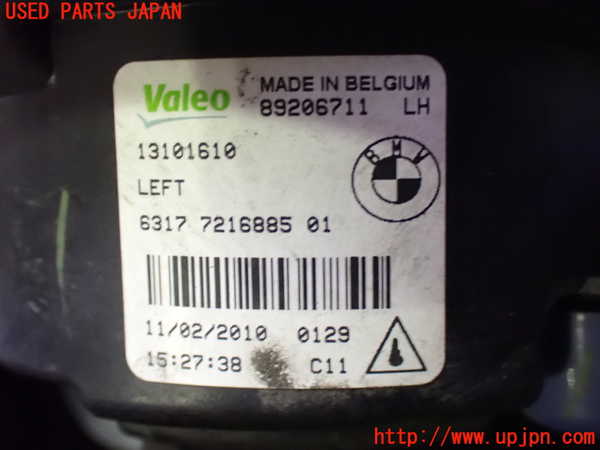 USED PARTS JAPAN
Valeo
MADE IN BELGIUM
89206711 LH
13101610
BMW
LEFT
6317 7216885 01
11/02/2010 0129
15:27:38 C11
http://www.upjpn.com/